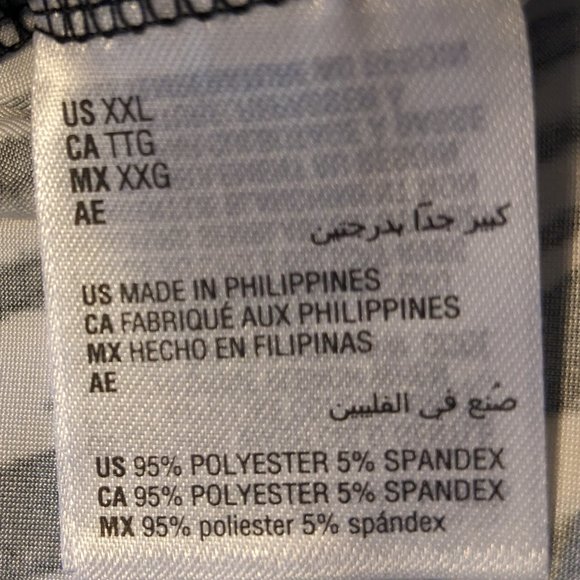 US XXL
CA TTG
MX XXG
AE
كبير جدًا بدرجتين
US MADE IN PHILIPPINES
CA FABRIQUÉ AUX PHILIPPINES
MX HECHO EN FILIPINAS
AE
صُنع في الفلبين
US 95% POLYESTER 5% SPANDEX
CA 95% POLYESTER 5% SPANDEX
MX 95% poliester 5% spándex